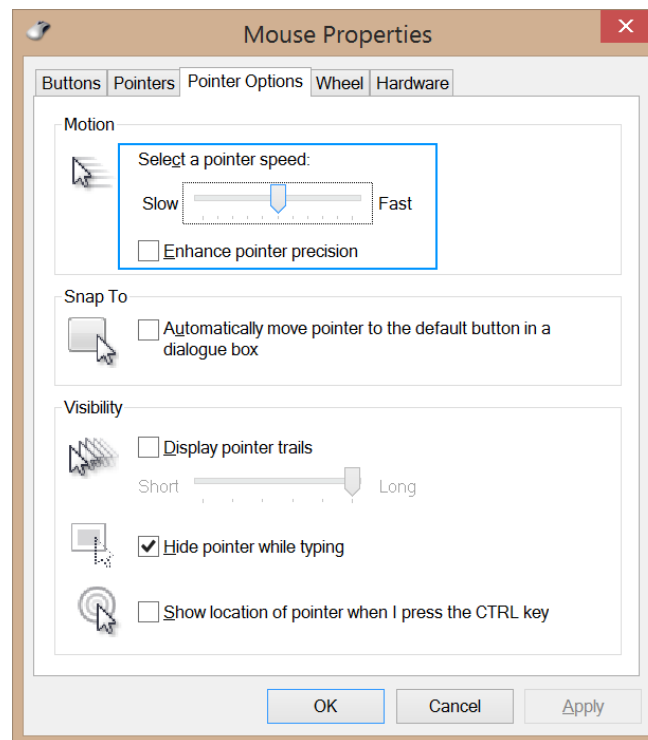 Mouse Properties
Buttons Pointers Pointer Options Wheel Hardware
Motion
Select a pointer speed:
Slow Fast
Enhance pointer precision
Snap To
Automatically move pointer to the default button in a
dialogue box
Visibility
Display pointer trails
Short Long
Hide pointer while typing
Show location of pointer when I press the CTRL key
OK Cancel Apply